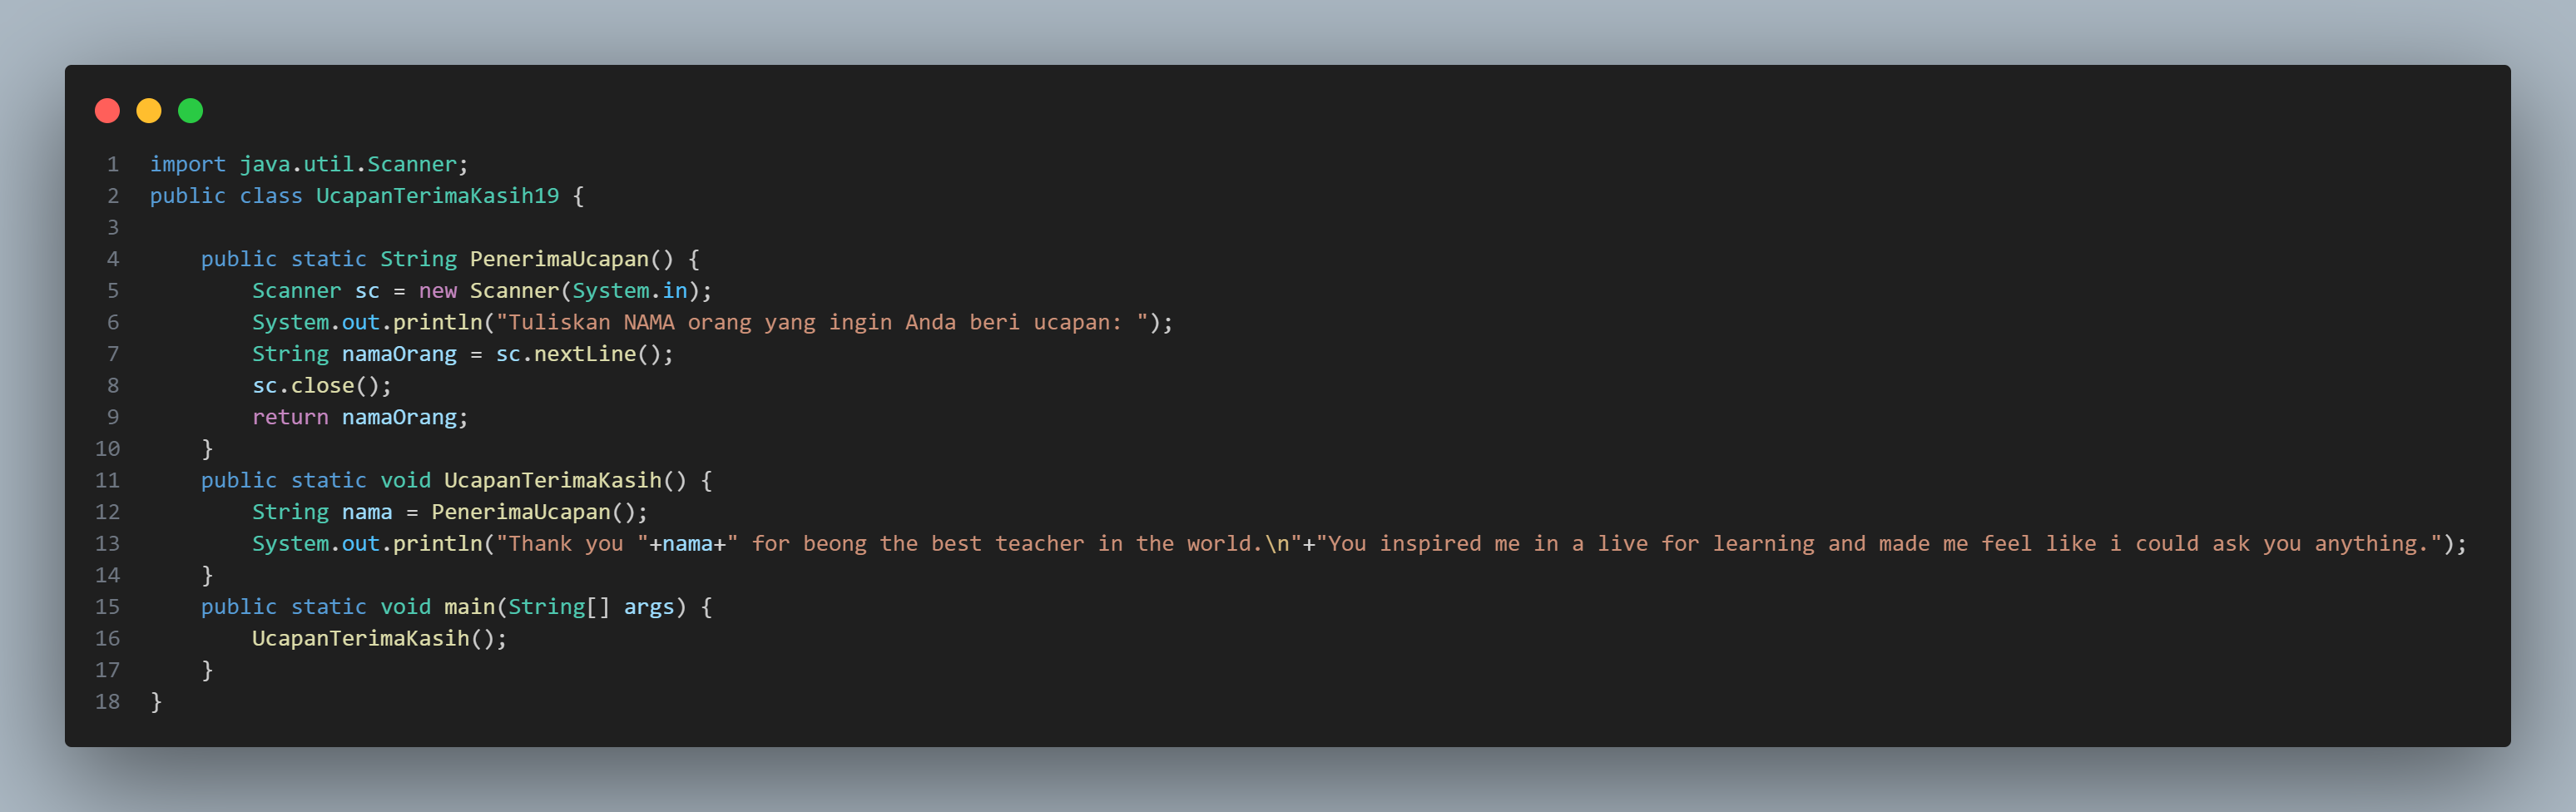 1 import java.util.Scanner;
2 public class UcapanTerimaKasih19 {
3
4     public static String PenerimaUcapan() {
5         Scanner sc = new Scanner(System.in);
6         System.out.println("Tuliskan NAMA orang yang ingin Anda beri ucapan: ");
7         String namaOrang = sc.nextLine();
8         sc.close();
9         return namaOrang;
10     }
11     public static void UcapanTerimaKasih() {
12         String nama = PenerimaUcapan();
13         System.out.println("Thank you "+nama+" for beong the best teacher in the world.\n"+"You inspired me in a live for learning and made me feel like i could ask you anything.");
14     }
15     public static void main(String[] args) {
16         UcapanTerimaKasih();
17     }
18 }